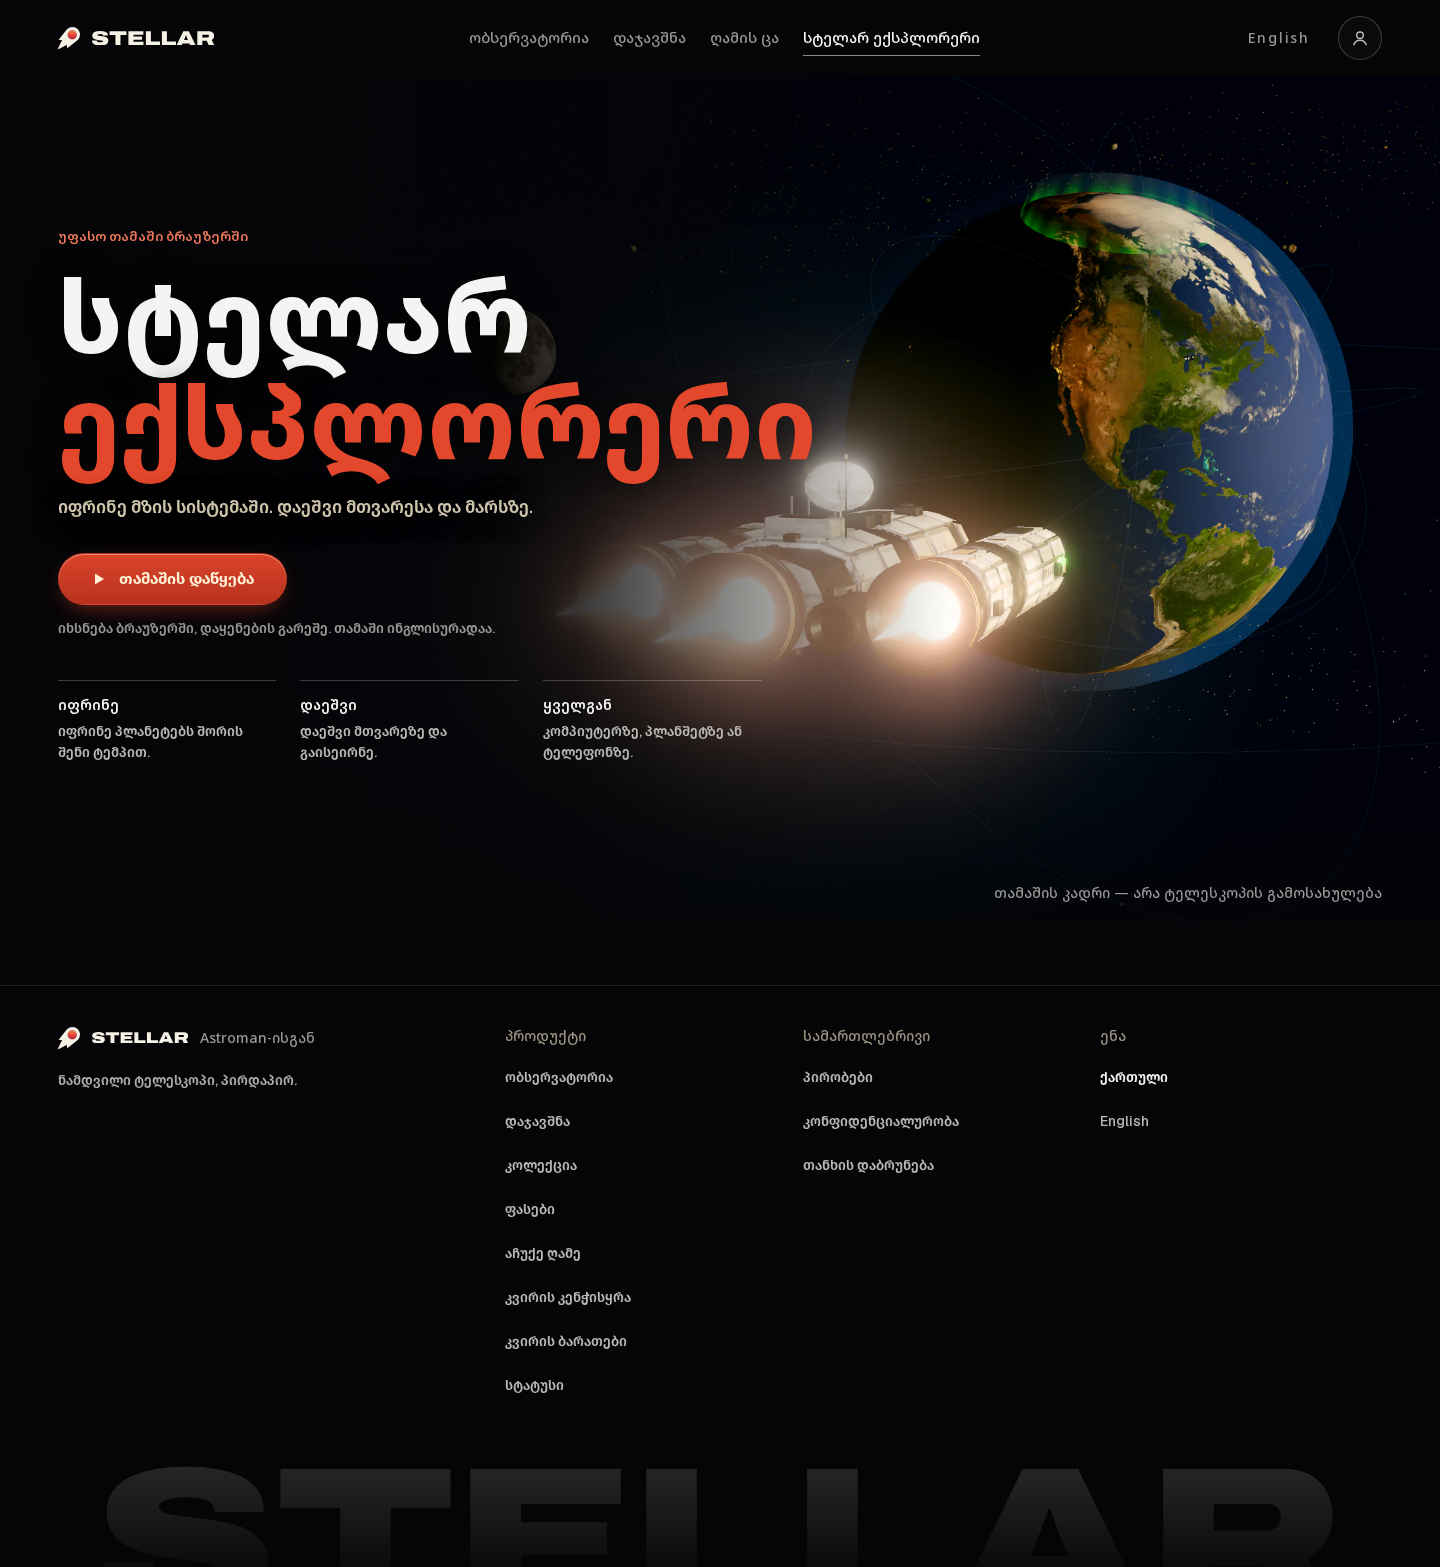 STELLAR
ობსერვატორია დაჯავშნა ღამის ცა სტელარ ექსპლორერი
English
უფასო თამაში ბრაუზერში
სტელარ
ექსპლორერი
იფრინე მზის სისტემაში. დაეშვი მთვარესა და მარსზე.
თამაშის დაწყება
იხსნება ბრაუზერში, დაყენების გარეშე. თამაში ინგლისურადაა.
იფრინე
იფრინე პლანეტებს შორის
შენი ტემპით.
დაეშვი
დაეშვი მთვარეზე და
გაისეირნე.
ყველგან
კომპიუტერზე, პლანშეტზე ან
ტელეფონზე.
თამაშის კადრი — არა ტელესკოპის გამოსახულება
STELLAR Astroman-ისგან
ნამდვილი ტელესკოპი, პირდაპირ.
პროდუქტი
ობსერვატორია
დაჯავშნა
კოლექცია
ფასები
აჩუქე ღამე
კვირის კენჭისყრა
კვირის ბარათები
სტატუსი
სამართლებრივი
პირობები
კონფიდენციალურობა
თანხის დაბრუნება
ენა
ქართული
English
STELLAR